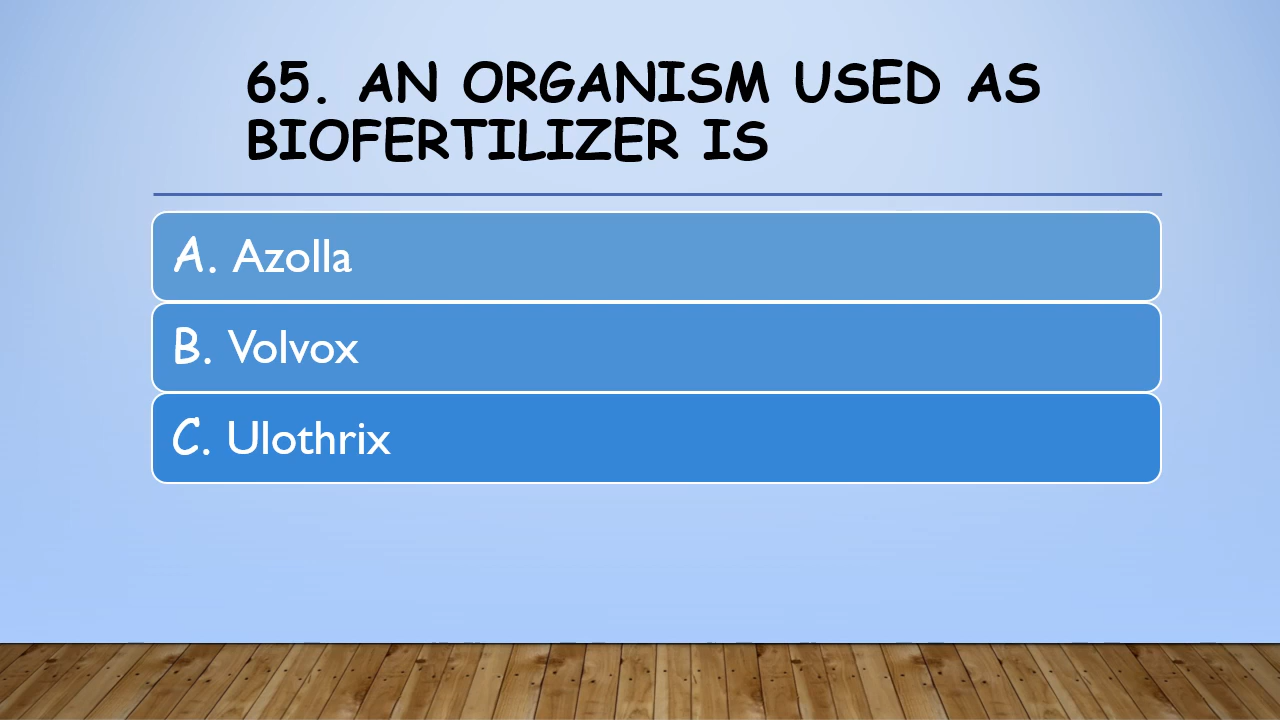 65. AN ORGANISM USED AS
BIOFERTILIZER IS
A. Azolla
B. Volvox
C. Ulothrix